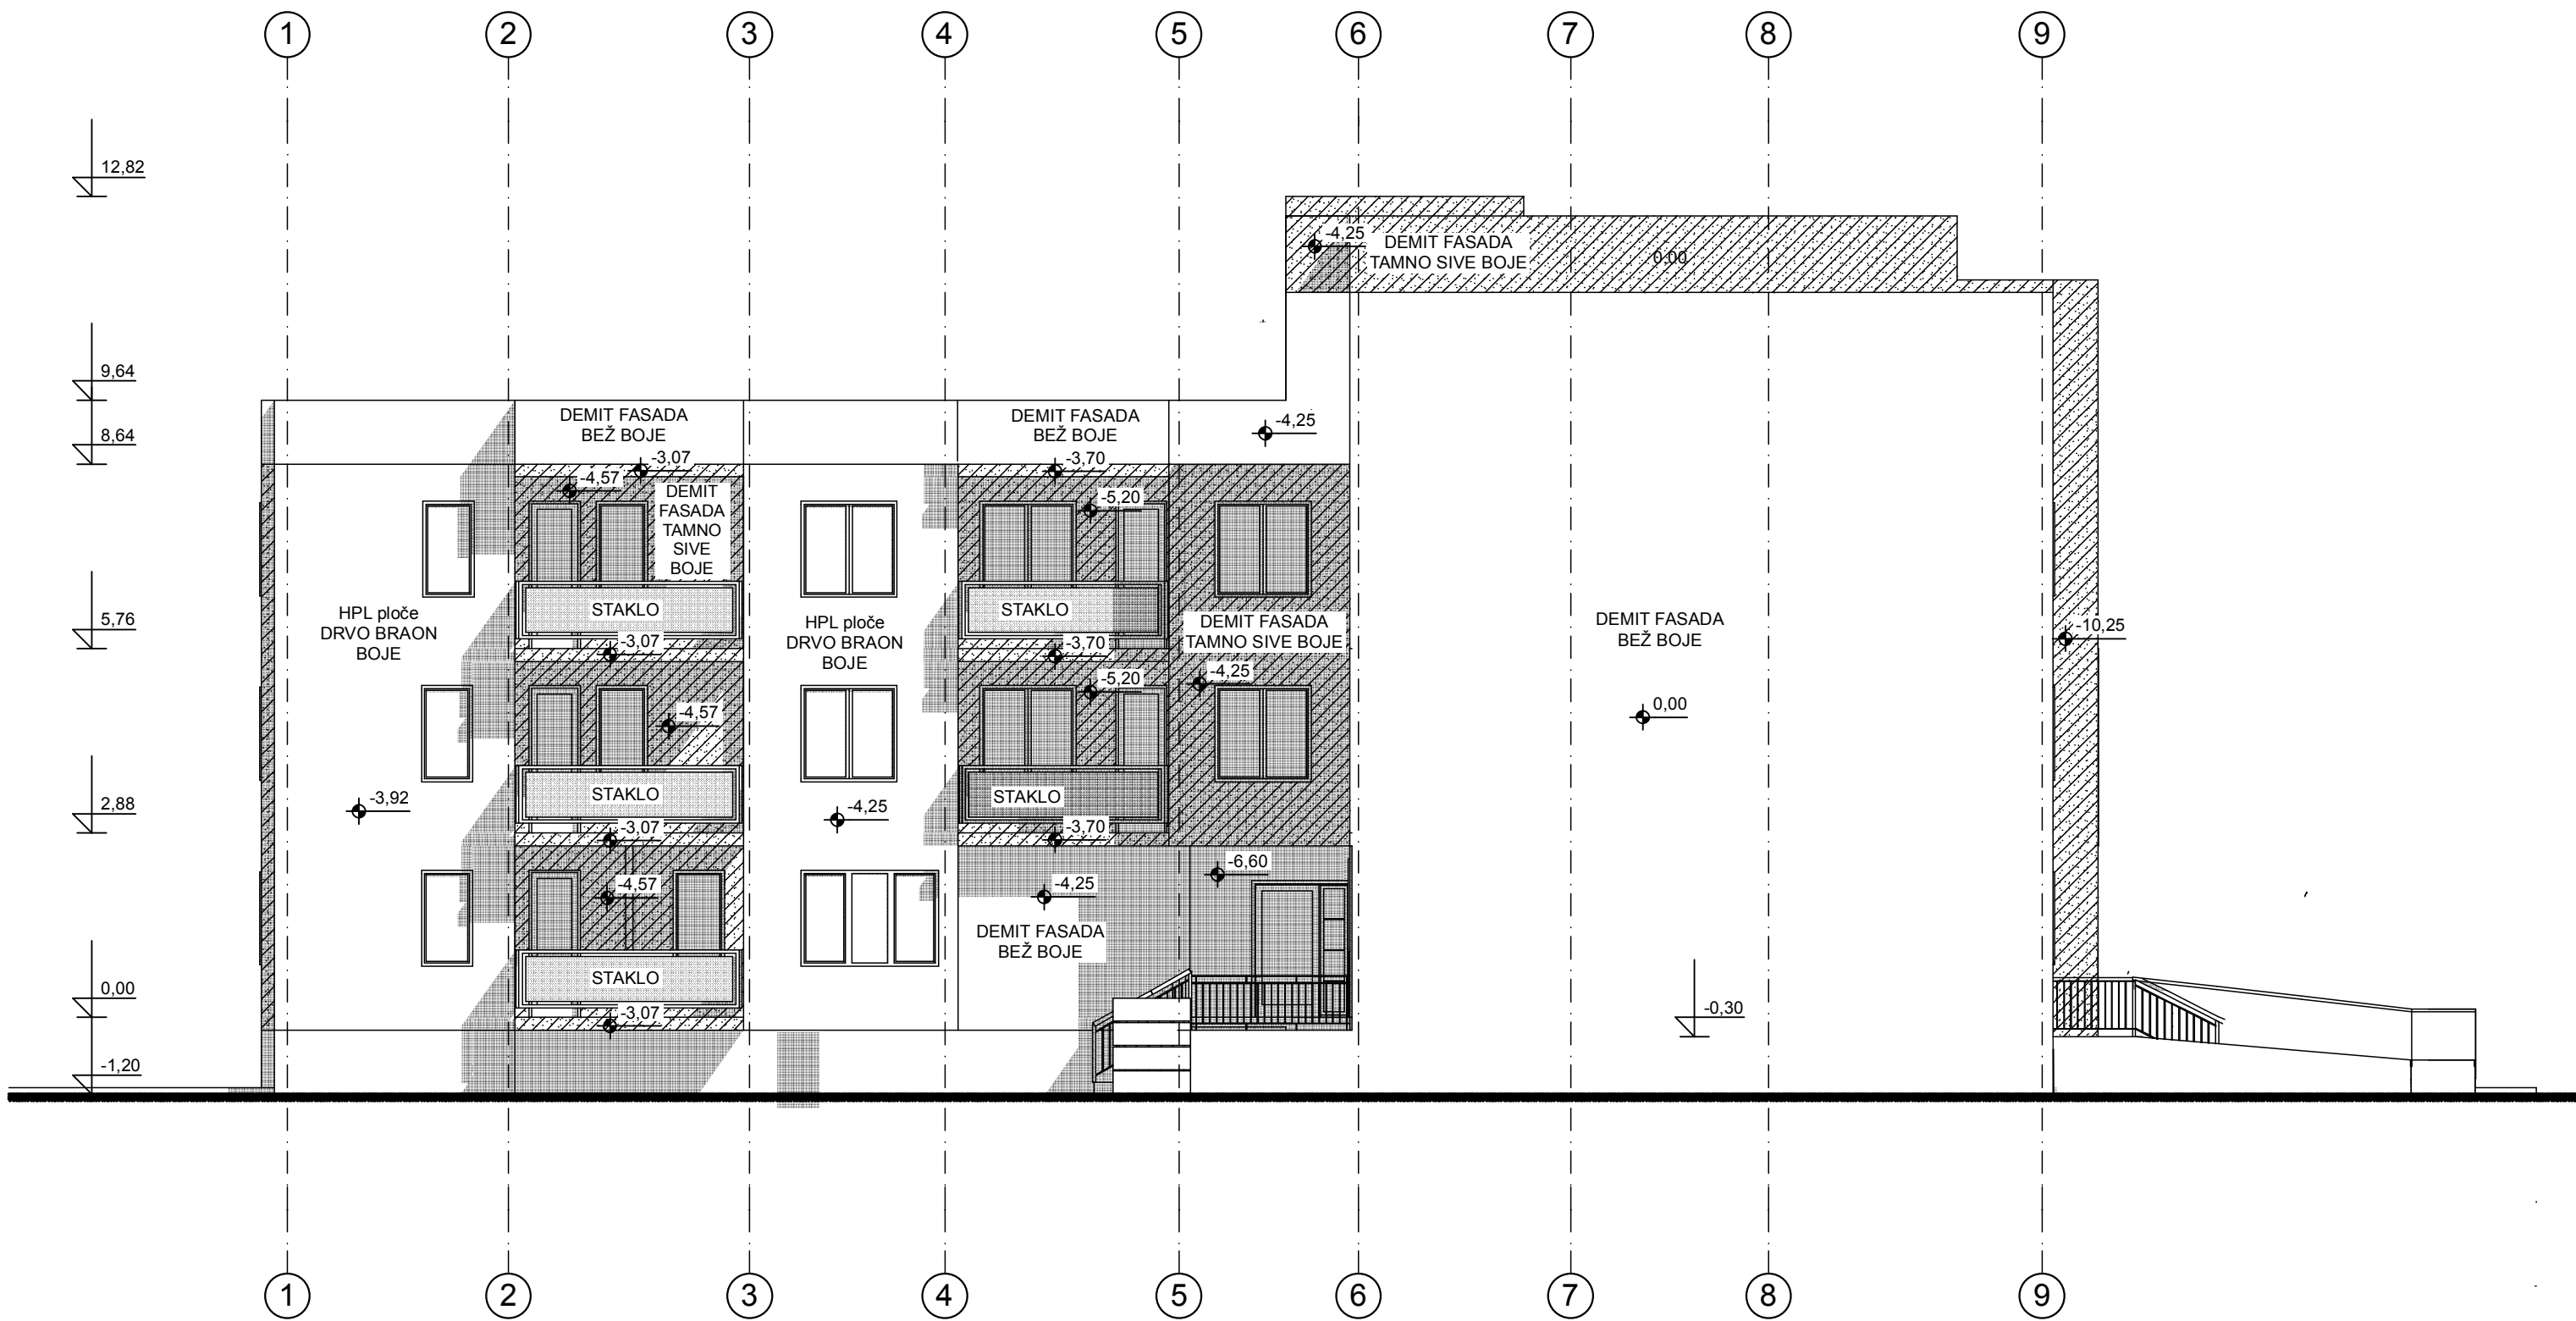 1 2 3 4 5 6 7 8 9
12,82
-4,25
DEMIT FASADA
TAMNO SIVE BOJE
0,00
9,64
8,64
DEMIT FASADA
BEŽ BOJE
DEMIT FASADA
BEŽ BOJE
-4,25
-3,07
-4,57
DEMIT
FASADA
TAMNO
SIVE
BOJE
-3,70
-5,20
5,76
HPL ploče
DRVO BRAON
BOJE
STAKLO
-3,07
HPL ploče
DRVO BRAON
BOJE
STAKLO
-3,70
DEMIT FASADA
TAMNO SIVE BOJE
-4,25
DEMIT FASADA
BEŽ BOJE
0,00
-10,25
-5,20
-4,57
2,88
-3,92
STAKLO
-3,07
-4,25
STAKLO
-3,70
-6,60
-4,57
-4,25
DEMIT FASADA
BEŽ BOJE
0,00
STAKLO
-3,07
-0,30
-1,20
1 2 3 4 5 6 7 8 9